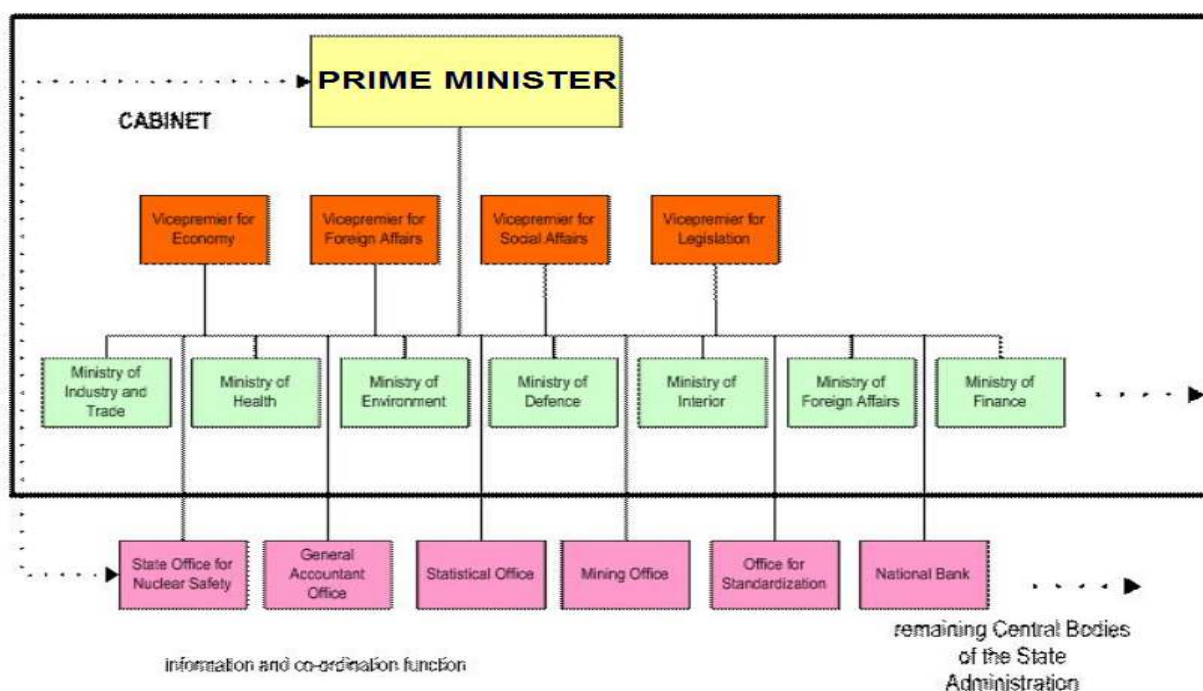 PRIME MINISTER
CABINET
Vicepremier for
Economy
Vicepremier for
Foreign Affairs
Vicepremier for
Social Affairs
Vicepremier for
Legislation
Ministry of
Industry and
Trade
Ministry of
Health
Ministry of
Environment
Ministry of
Defence
Ministry of
Interior
Ministry of
Foreign Affairs
Ministry of
Finance
State Office for
Nuclear Safety
General
Accountant
Office
Statistical Office
Mining Office
Office for
Standardization
National Bank
remaining Central Bodies
of the State
Administration
information and co-ordination function